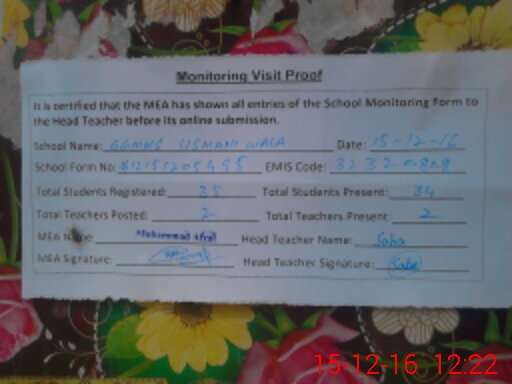 Monitoring Visit Proof
It is certified that the MEA has shown all entries of the School Monitoring Form to
the Head Teacher before its online submission.
School Name: GGMPS USMANI WALA Date: 15-12-16
School Form No: EMIS Code: 32320808
Total Students Registered: 35 Total Students Present: 34
Total Teachers Posted: 2 Total Teachers Present: 2
MEA Name: Muhammad Head Teacher Name: Saba
MEA Signature: Head Teacher Signature: Saba
15-12-16 12:22